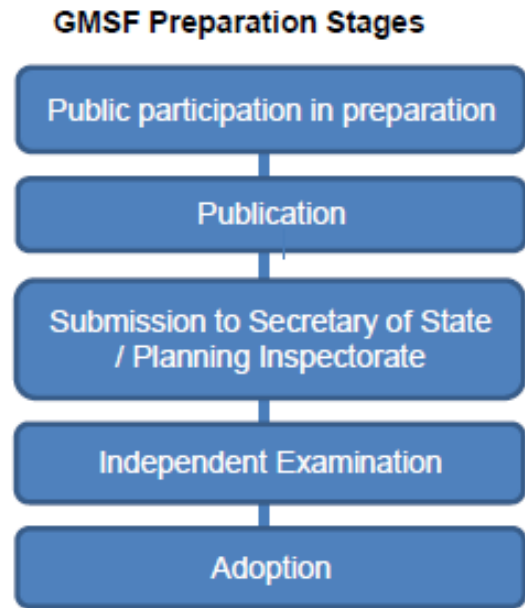 GMSF Preparation Stages
Public participation in preparation
Publication
Submission to Secretary of State
/ Planning Inspectorate
Independent Examination
Adoption